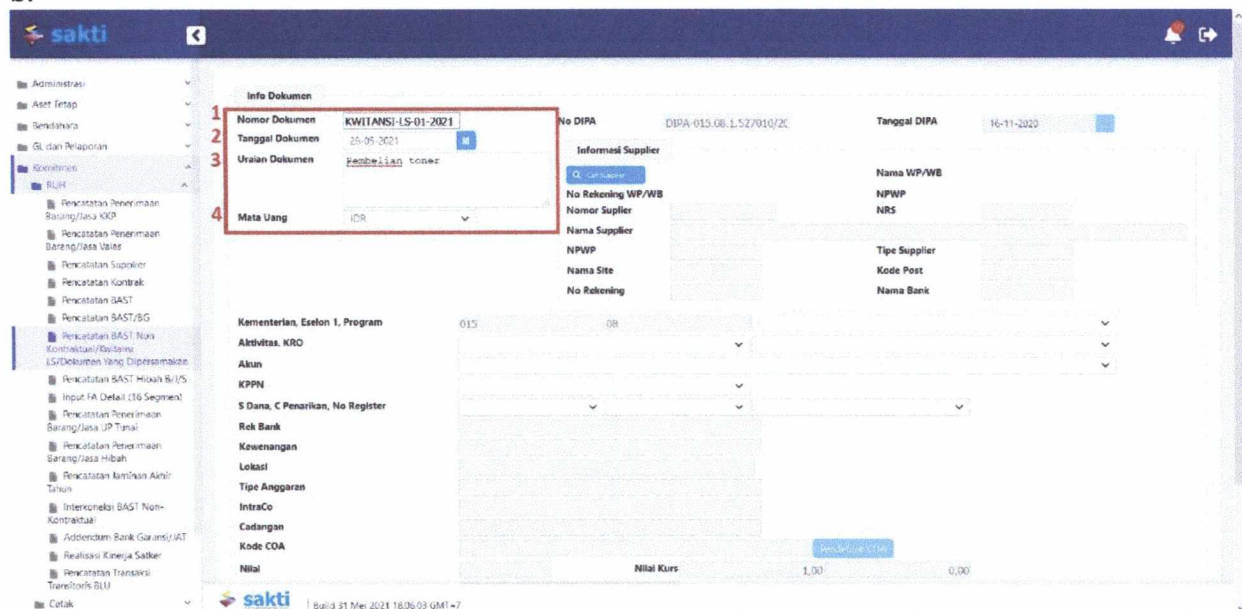 sakti
Administrasi
Aset Tetap
Bendahara
GL dan Pelaporan
Komitmen
RUH
Pencatatan Penerimaan
Barang/Jasa KKP
Pencatatan Penerimaan
Barang/Jasa Valas
Pencatatan Supplier
Pencatatan Kontrak
Pencatatan BAST
Pencatatan BAST/BG
Pencatatan BAST Non
Kontraktual/Kwitansi
LS/Dokumen Yang Dipersamakan
Pencatatan BAST Hibah B/J/S
Input FA Detail (16 Segmen)
Pencatatan Penerimaan
Barang/Jasa UP Tunai
Pencatatan Penerimaan
Barang/Jasa Hibah
Pencatatan Jaminan Akhir
Tahun
Interkoneksi BAST Non-
Kontraktual
Addendum Bank Garansi/JAT
Realisasi Kinerja Satker
Pencatatan Transaksi
Transitoris BLU
Cetak
Info Dokumen
1 Nomor Dokumen KWITANSI-LS-01-2021
2 Tanggal Dokumen 28-05-2021
3 Uraian Dokumen Pembelian toner
4 Mata Uang IDR
No DIPA DIPA-015.08.1.527010/20
Tanggal DIPA 16-11-2020
Informasi Supplier
Cari Supplier
Nama WP/WB
No Rekening WP/WB NPWP
Nomor Suplier NRS
Nama Supplier
NPWP Tipe Supplier
Nama Site Kode Post
No Rekening Nama Bank
Kementerian, Eselon 1, Program 015 08
Aktivitas, KRO
Akun
KPPN
S Dana, C Penarikan, No Register
Rek Bank
Kewenangan
Lokasi
Tipe Anggaran
IntraCo
Cadangan
Kode COA Pendetilan COA
Nilai Nilai Kurs 1,00 0,00
sakti Build 31 Mei 2021 18.06.03 GMT+7